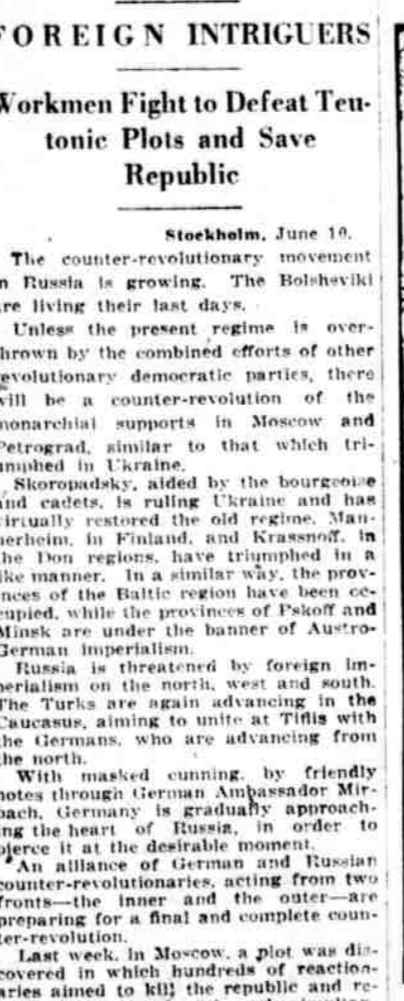 FOREIGN INTRIGUERS
Workmen Fight to Defeat Teu-
tonic Plots and Save
Republic
Stockholm, June 10.
The counter-revolutionary movement
n Russia is growing. The Bolsheviki
re living their last days.
Unless the present regime is over-
hrown by the combined efforts of other
evolutionary democratic parties, there
vill be a counter-revolution of the
monarchial supports in Moscow and
Petrograd, similar to that which tri-
umphed in Ukraine.
Skoropadsky, aided by the bourgeoise
and cadets, is ruling Ukraine and has
virtually restored the old regime. Man-
nerheim, in Finland, and Krassnoff, in
the Don regions, have triumphed in a
like manner. In a similar way, the prov-
inces of the Baltic region have been oc-
cupied, while the provinces of Pskoff and
Minsk are under the banner of Austro-
German imperialism.
Russia is threatened by foreign im-
perialism on the north, west and south.
The Turks are again advancing in the
Caucasus, aiming to unite at Tiflis with
the Germans, who are advancing from
the north.
With masked cunning, by friendly
notes through German Ambassador Mir-
bach, Germany is gradually approach-
ing the heart of Russia, in order to
pierce it at the desirable moment.
An alliance of German and Russian
counter-revolutionaries, acting from two
fronts—the inner and the outer—are
preparing for a final and complete coun-
ter-revolution.
Last week, in Moscow, a plot was dis-
covered in which hundreds of reaction-
aries aimed to kill the republic and re-